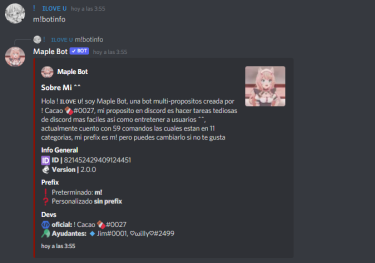 ! ILOVE U hoy a las 3:55
m!botinfo
! ILOVE U m!botinfo
Maple Bot ✓ BOT hoy a las 3:55
Maple Bot
Sobre Mi ^^
Hola ! ILOVE U! soy Maple Bot, una bot multi-propositos creada por
! Cacao #0027, mi proposito en discord es hacer tareas tediosas
de discord mas faciles asi como entretener a usuarios ^^,
actualmente cuento con 59 comandos las cuales estan en 11
categorias, mi prefix es m! pero puedes cambiarlo si no te gusta
Info General
ID ID | 821452429409124451
Version | 2.0.0
Prefix
! Preterminado: m!
? Personalizado sin prefix
Devs
oficial: ! Cacao #0027
Ayudantes: Jim#0001, ♡ωilly♡#2499
hoy a las 3:55